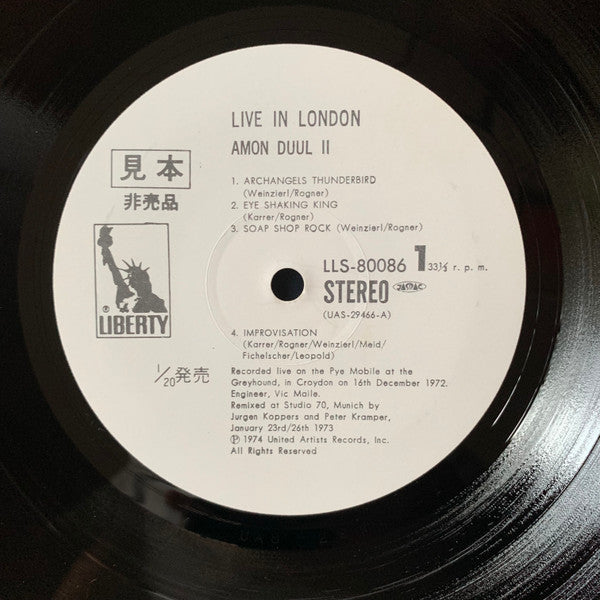 LIVE IN LONDON
AMON DUUL II
見本
非売品
1. ARCHANGELS THUNDERBIRD
(Weinzierl/Rogner)
2. EYE SHAKING KING
(Karrer/Rogner)
3. SOAP SHOP ROCK (Weinzierl/Rogner)
® LIBERTY
LLS-80086 1 33⅓ r. p. m.
STEREO JASRAC
(UAS-29466-A)
4. IMPROVISATION
(Karrer/Rogner/Weinzierl/Meid/
Fichelscher/Leopold)
1/20発売
Recorded live on the Pye Mobile at the
Greyhound, in Croydon on 16th December 1972.
Engineer, Vic Maile.
Remixed at Studio 70, Munich by
Jurgen Koppers and Peter Kramper,
January 23rd/26th 1973
Ⓟ 1974 United Artists Records, Inc.
All Rights Reserved